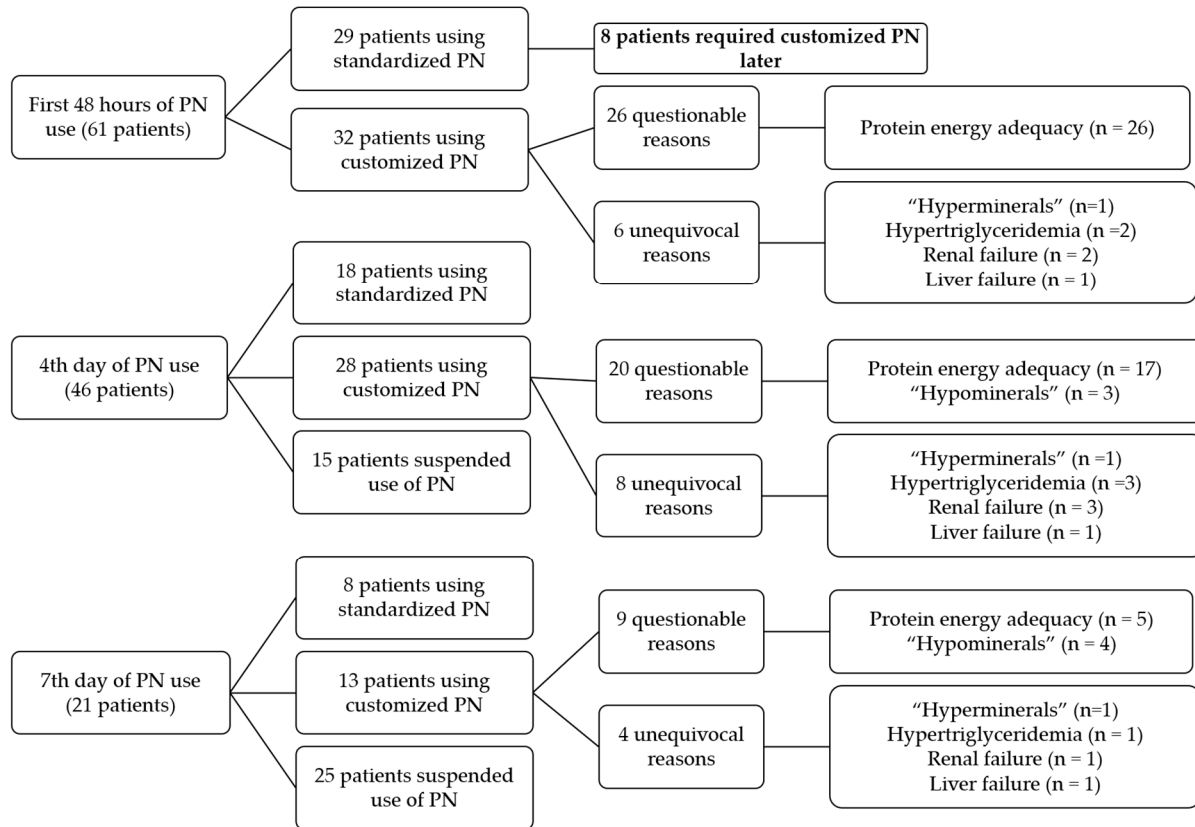 First 48 hours of PN
use (61 patients)
29 patients using
standardized PN
8 patients required customized PN
later
32 patients using
customized PN
26 questionable
reasons
Protein energy adequacy (n = 26)
6 unequivocal
reasons
“Hyperminerals” (n=1)
Hypertriglyceridemia (n =2)
Renal failure (n = 2)
Liver failure (n = 1)
4th day of PN use
(46 patients)
18 patients using
standardized PN
28 patients using
customized PN
20 questionable
reasons
Protein energy adequacy (n = 17)
“Hypominerals” (n = 3)
8 unequivocal
reasons
“Hyperminerals” (n =1)
Hypertriglyceridemia (n =3)
Renal failure (n = 3)
Liver failure (n = 1)
15 patients suspended
use of PN
7th day of PN use
(21 patients)
8 patients using
standardized PN
13 patients using
customized PN
9 questionable
reasons
Protein energy adequacy (n = 5)
“Hypominerals” (n = 4)
4 unequivocal
reasons
“Hyperminerals” (n=1)
Hypertriglyceridemia (n = 1)
Renal failure (n = 1)
Liver failure (n = 1)
25 patients suspended
use of PN